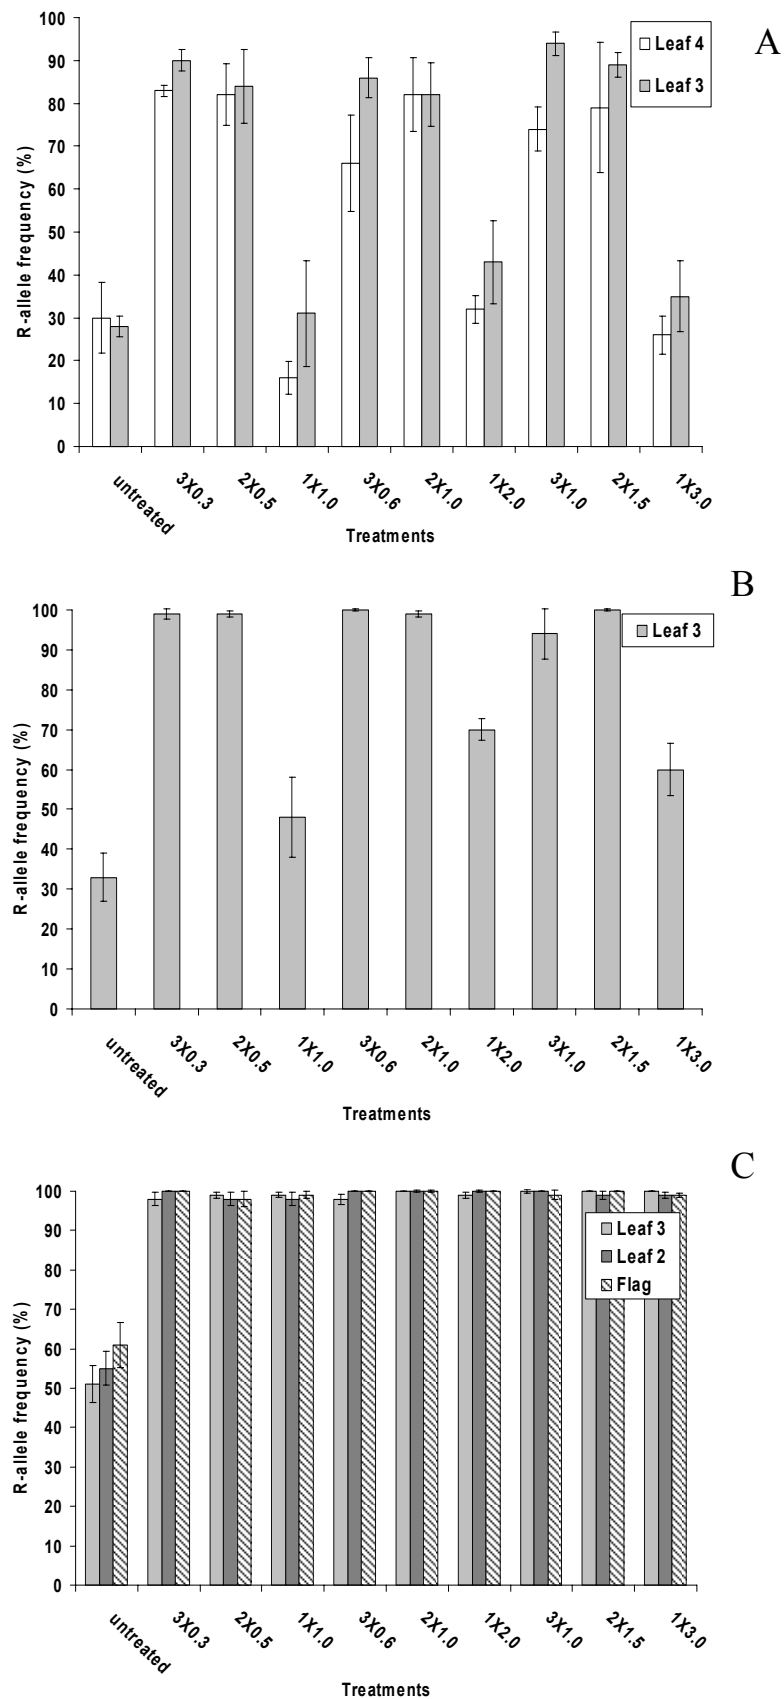 A
100
90
80
70
60
50
40
30
20
10
0
R-allele frequency (%)
Leaf 4
Leaf 3
untreated
3X0.3
2X0.5
1X1.0
3X0.6
2X1.0
1X2.0
3X1.0
2X1.5
1X3.0
Treatments
B
100
90
80
70
60
50
40
30
20
10
0
R-allele frequency (%)
Leaf 3
untreated
3X0.3
2X0.5
1X1.0
3X0.6
2X1.0
1X2.0
3X1.0
2X1.5
1X3.0
Treatments
C
100
90
80
70
60
50
40
30
20
10
0
R-allele frequency (%)
Leaf 3
Leaf 2
Flag
untreated
3X0.3
2X0.5
1X1.0
3X0.6
2X1.0
1X2.0
3X1.0
2X1.5
1X3.0
Treatments